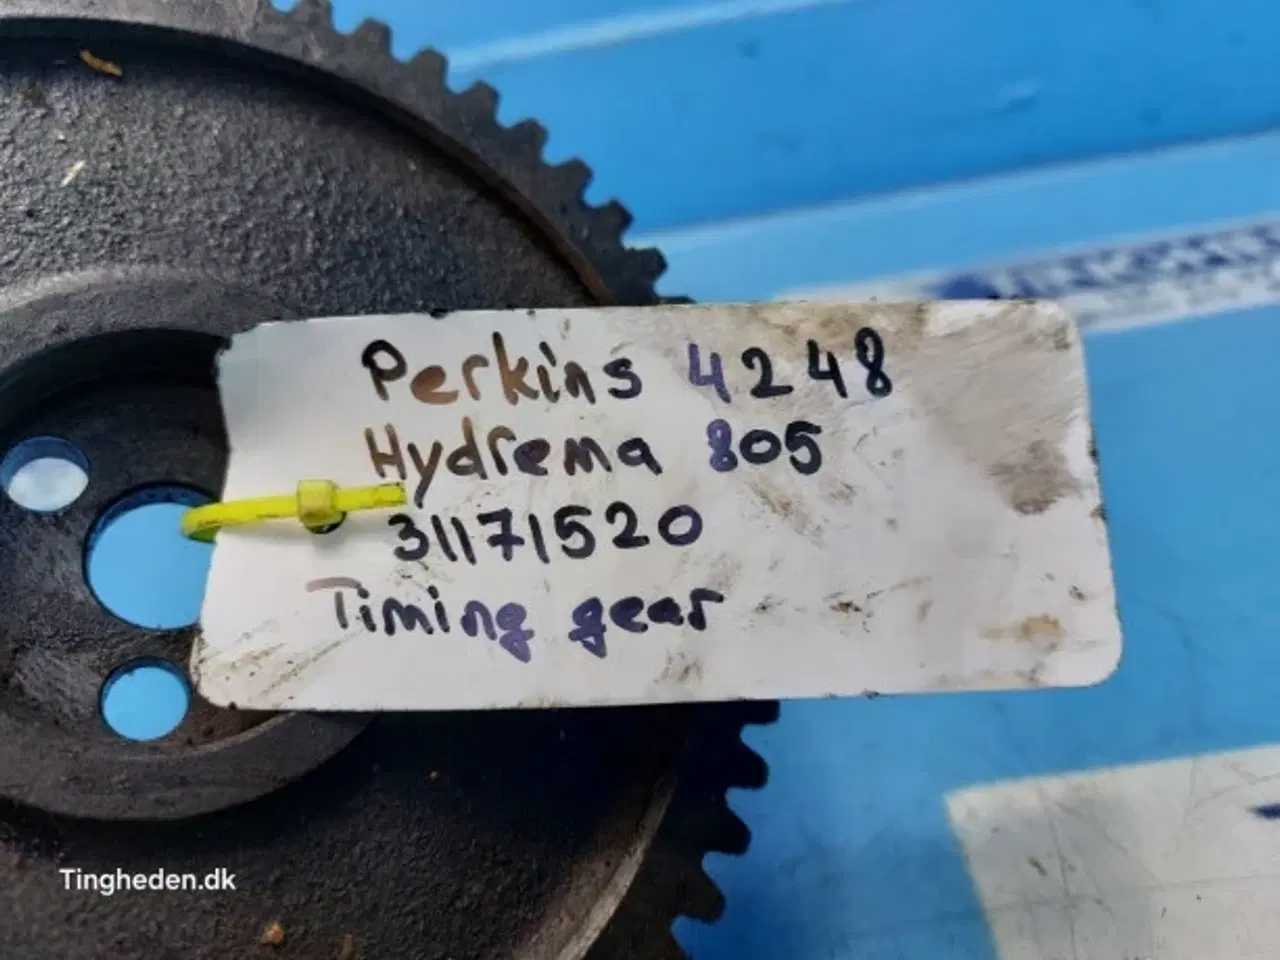 Perkins 4248
Hydrema 805
31171520
Timing gear
Tingheden.dk